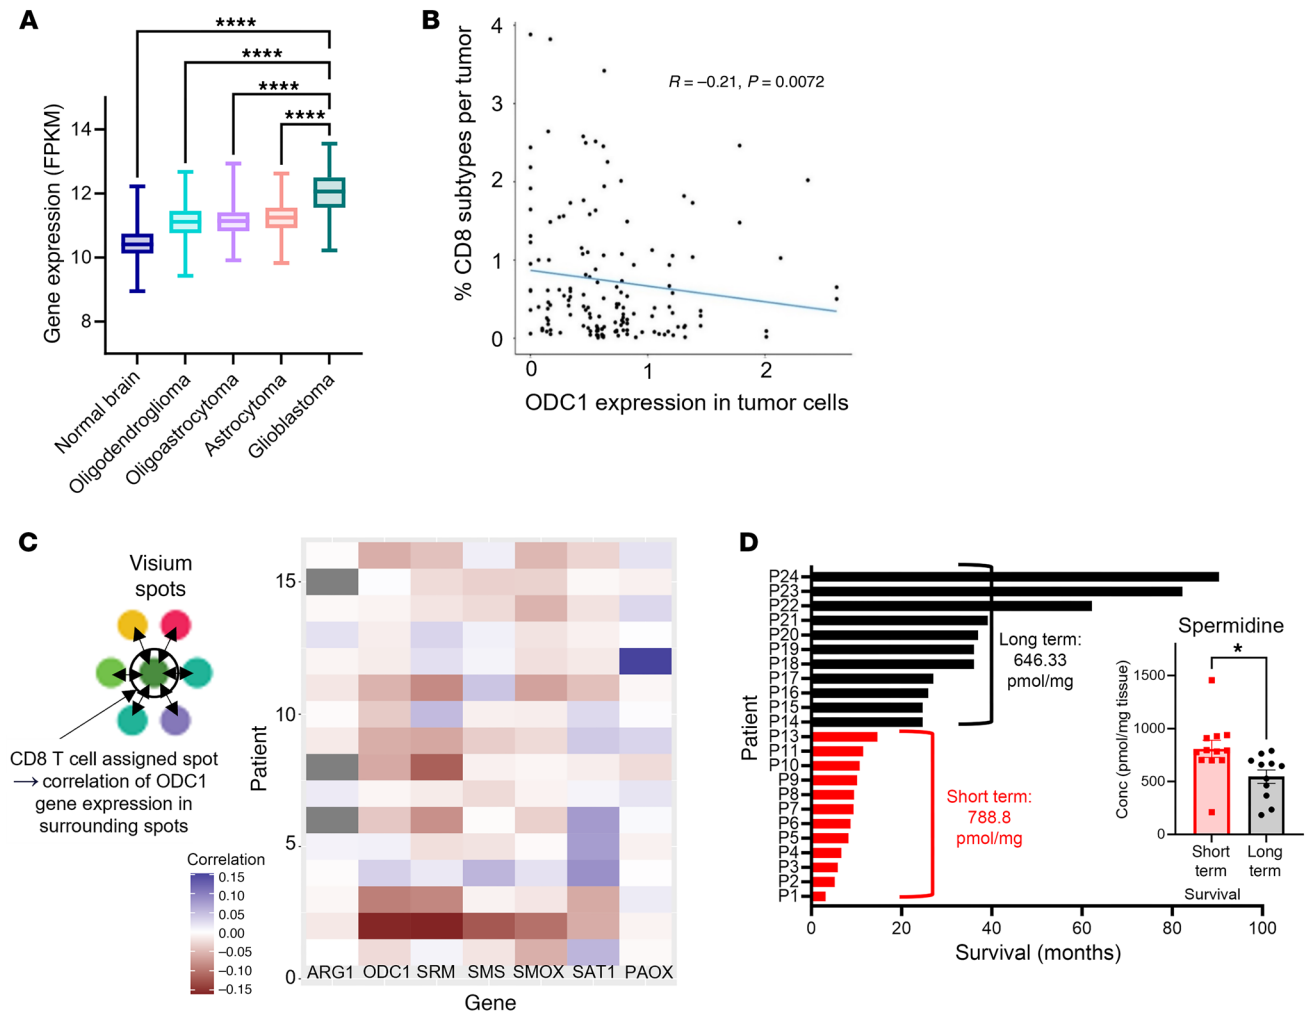 A
****
****
****
****
Gene expression (FPKM)
14
12
10
8
Normal brain
Oligodendroglioma
Oligoastrocytoma
Astrocytoma
Glioblastoma
B
% CD8 subtypes per tumor
4
3
2
1
0
R = –0.21, P = 0.0072
0
1
2
ODC1 expression in tumor cells
C
Visium
spots
CD8 T cell assigned spot
→ correlation of ODC1
gene expression in
surrounding spots
Correlation
0.15
0.10
0.05
0.00
–0.05
–0.10
–0.15
Patient
15
10
5
0
ARG1 ODC1 SRM SMS SMOX SAT1 PAOX
Gene
D
Patient
P24
P23
P22
P21
P20
P19
P18
P17
P16
P15
P14
P13
P11
P10
P9
P8
P7
P6
P5
P4
P3
P2
P1
Long term:
646.33
pmol/mg
Short term:
788.8
pmol/mg
0
20
40
60
80
100
Survival (months)
Spermidine
*
Conc (pmol/mg tissue)
1500
1000
500
0
Short
term
Long
term
Survival